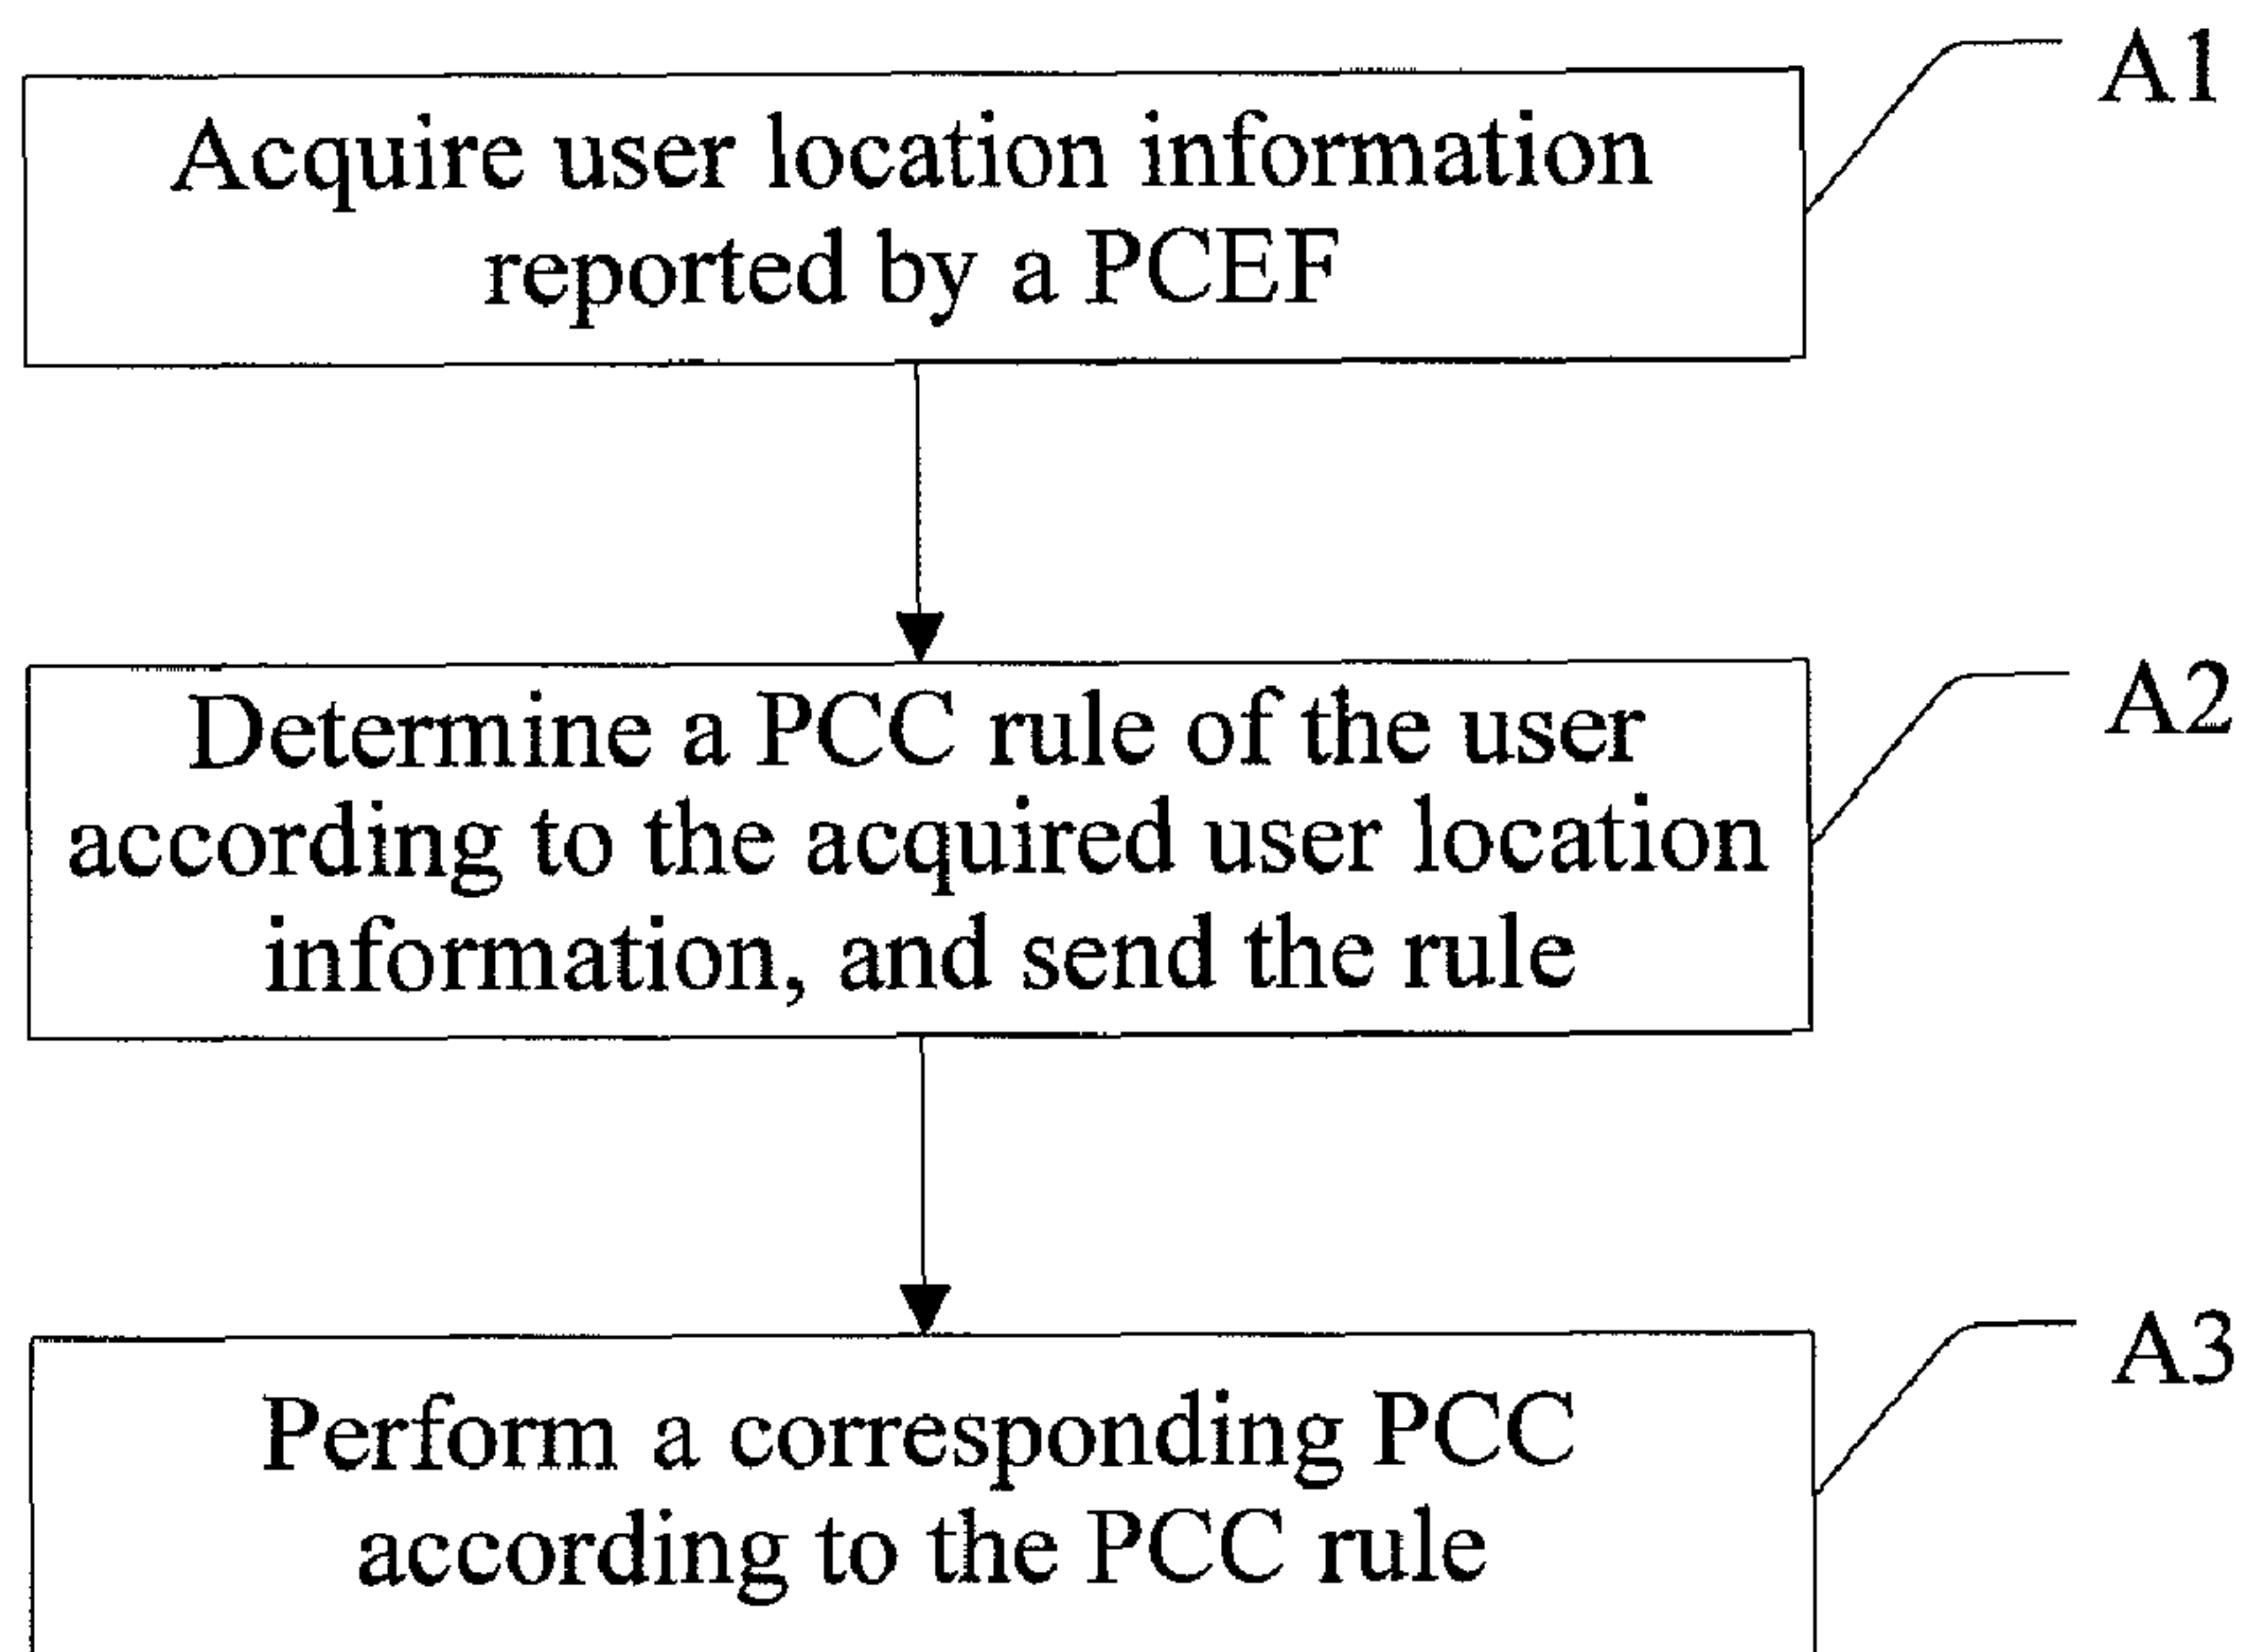 A1
Acquire user location information
reported by a PCEF
A2
Determine a PCC rule of the user
according to the acquired user location
information, and send the rule
A3
Perform a corresponding PCC
according to the PCC rule